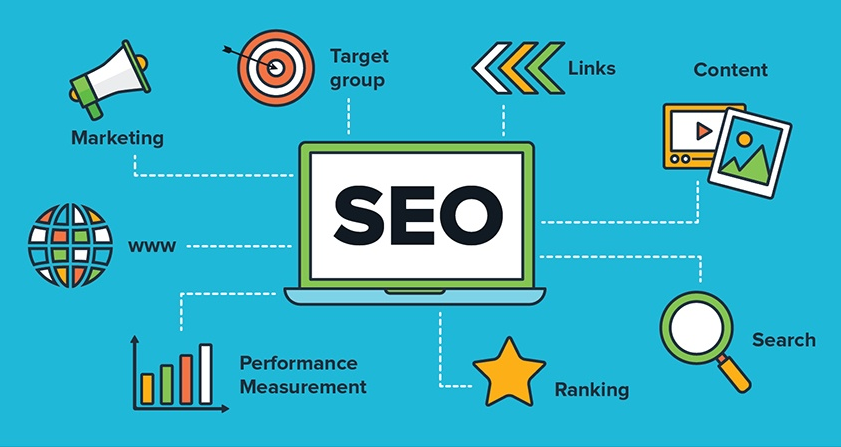 Target
group
Links
Content
Marketing
SEO
www
Search
Performance
Measurement
Ranking